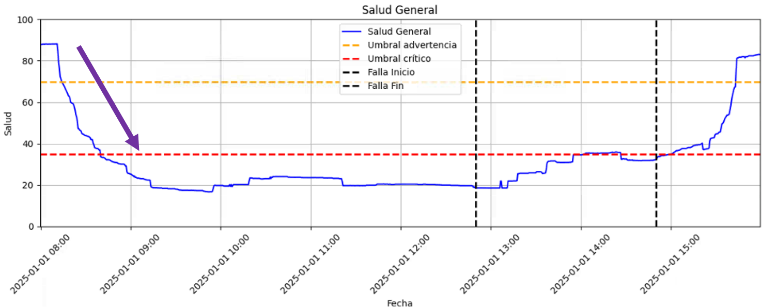 Salud General
100
80
60
40
20
0
Salud
Salud General
Umbral advertencia
Umbral crítico
Falla Inicio
Falla Fin
2025-01-01 08:00
2025-01-01 09:00
2025-01-01 10:00
2025-01-01 11:00
2025-01-01 12:00
2025-01-01 13:00
2025-01-01 14:00
2025-01-01 15:00
Fecha